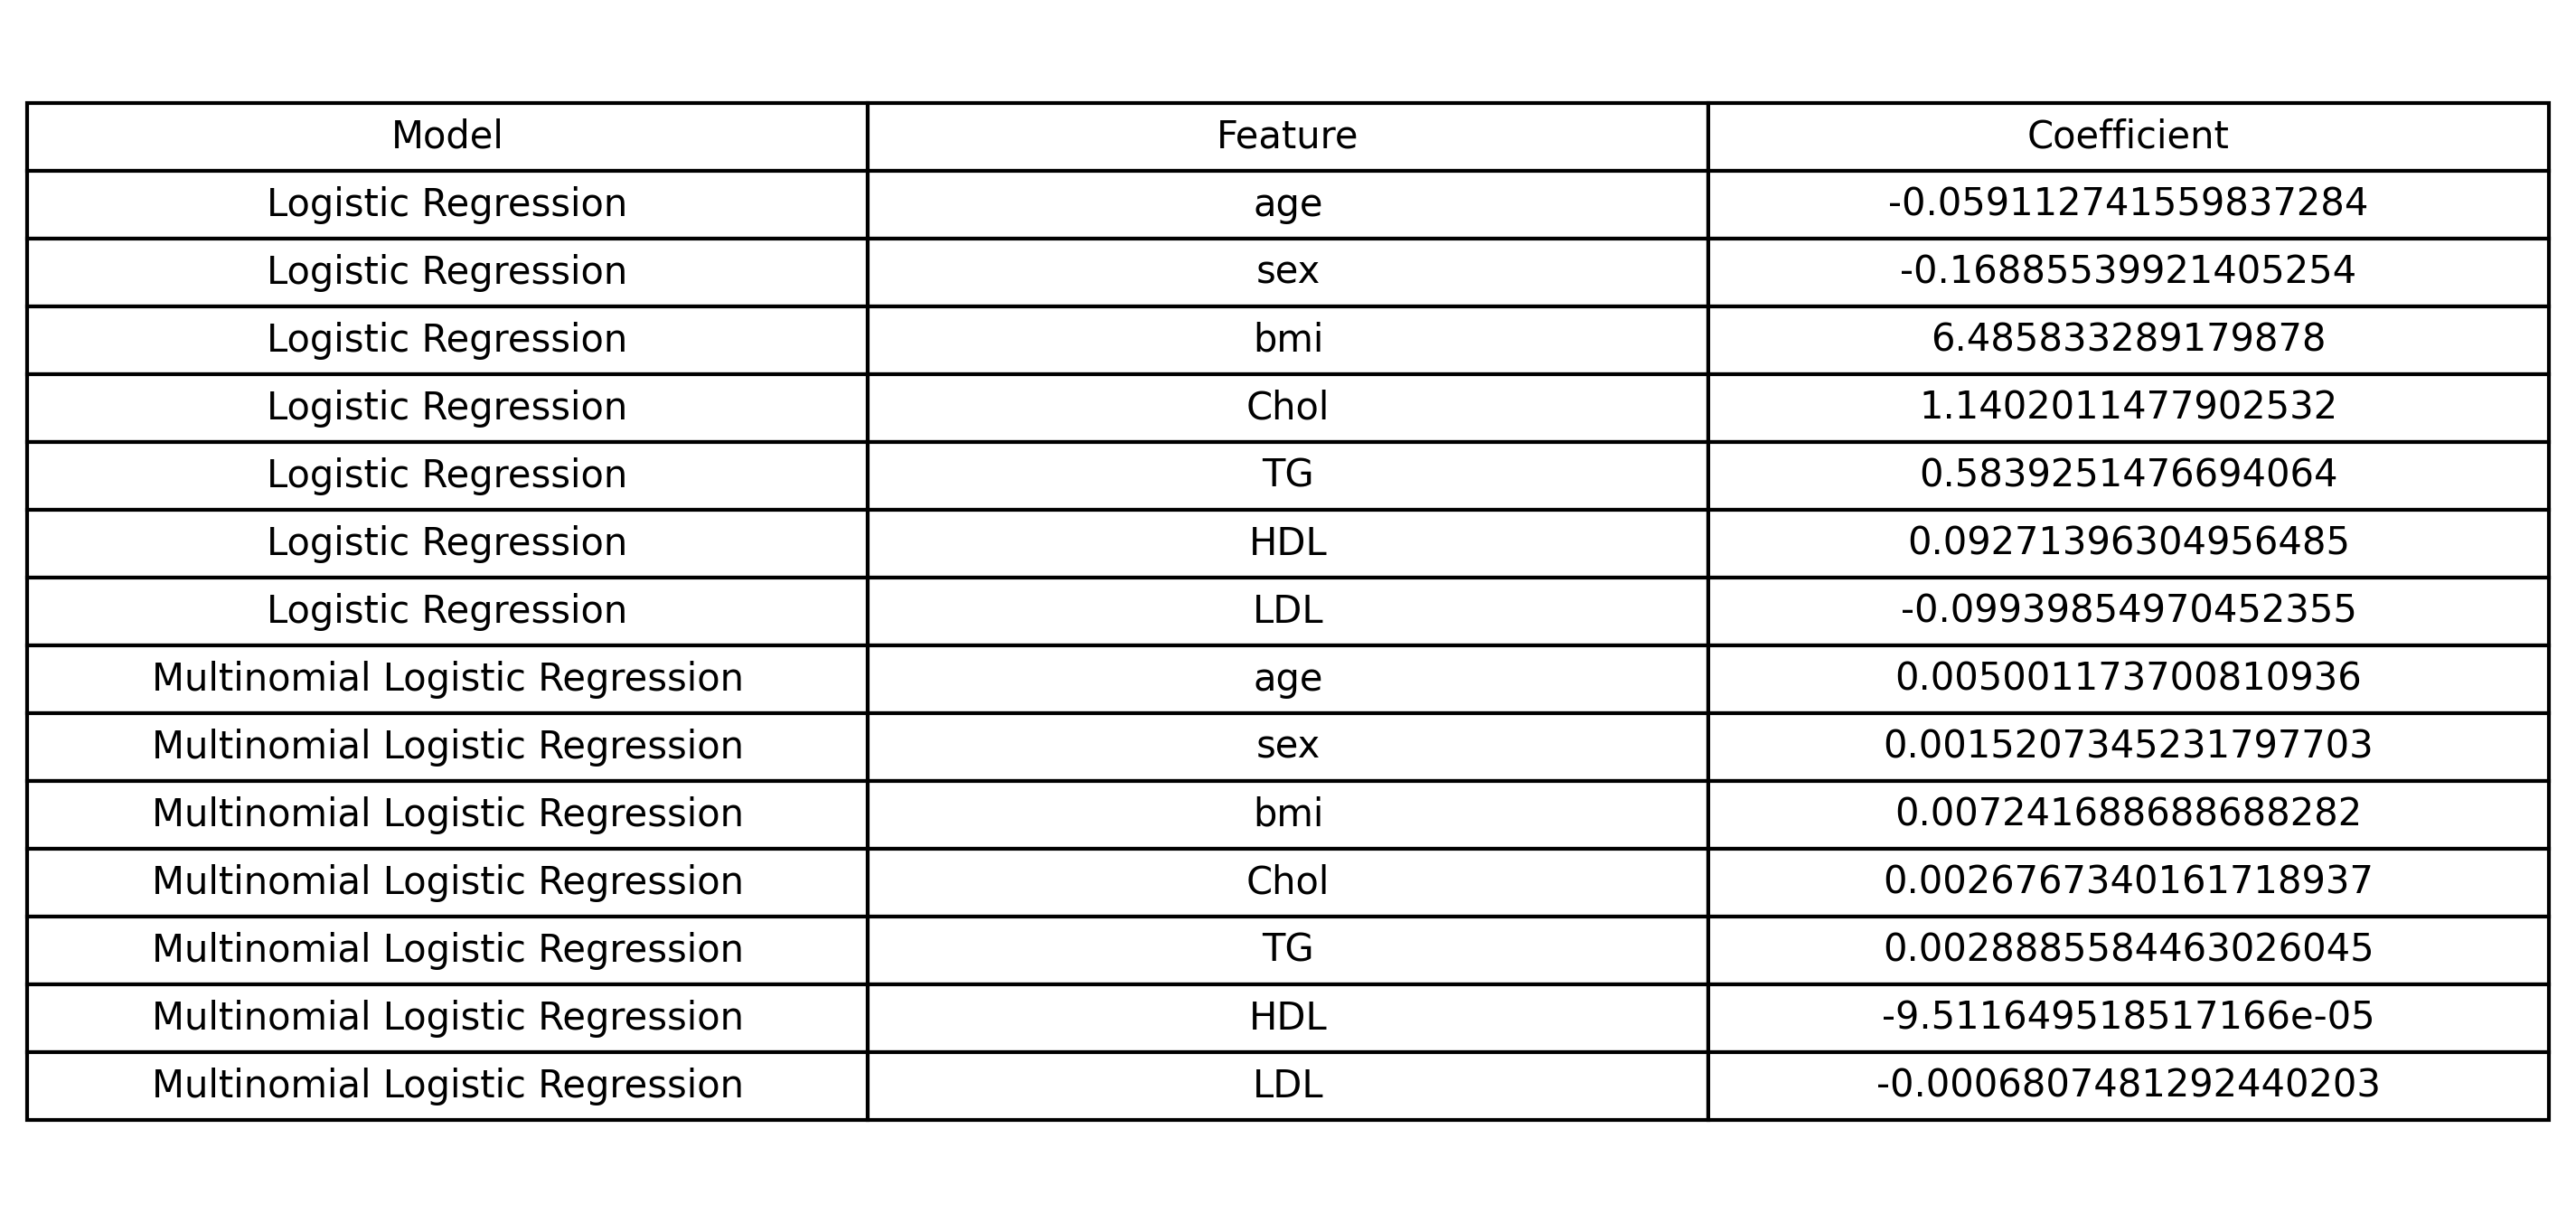 Model Feature Coefficient
Logistic Regression age -0.059112741559837284
Logistic Regression sex -0.16885539921405254
Logistic Regression bmi 6.485833289179878
Logistic Regression Chol 1.1402011477902532
Logistic Regression TG 0.5839251476694064
Logistic Regression HDL 0.09271396304956485
Logistic Regression LDL -0.09939854970452355
Multinomial Logistic Regression age 0.005001173700810936
Multinomial Logistic Regression sex 0.0015207345231797703
Multinomial Logistic Regression bmi 0.007241688688688282
Multinomial Logistic Regression Chol 0.0026767340161718937
Multinomial Logistic Regression TG 0.0028885584463026045
Multinomial Logistic Regression HDL -9.511649518517166e-05
Multinomial Logistic Regression LDL -0.0006807481292440203